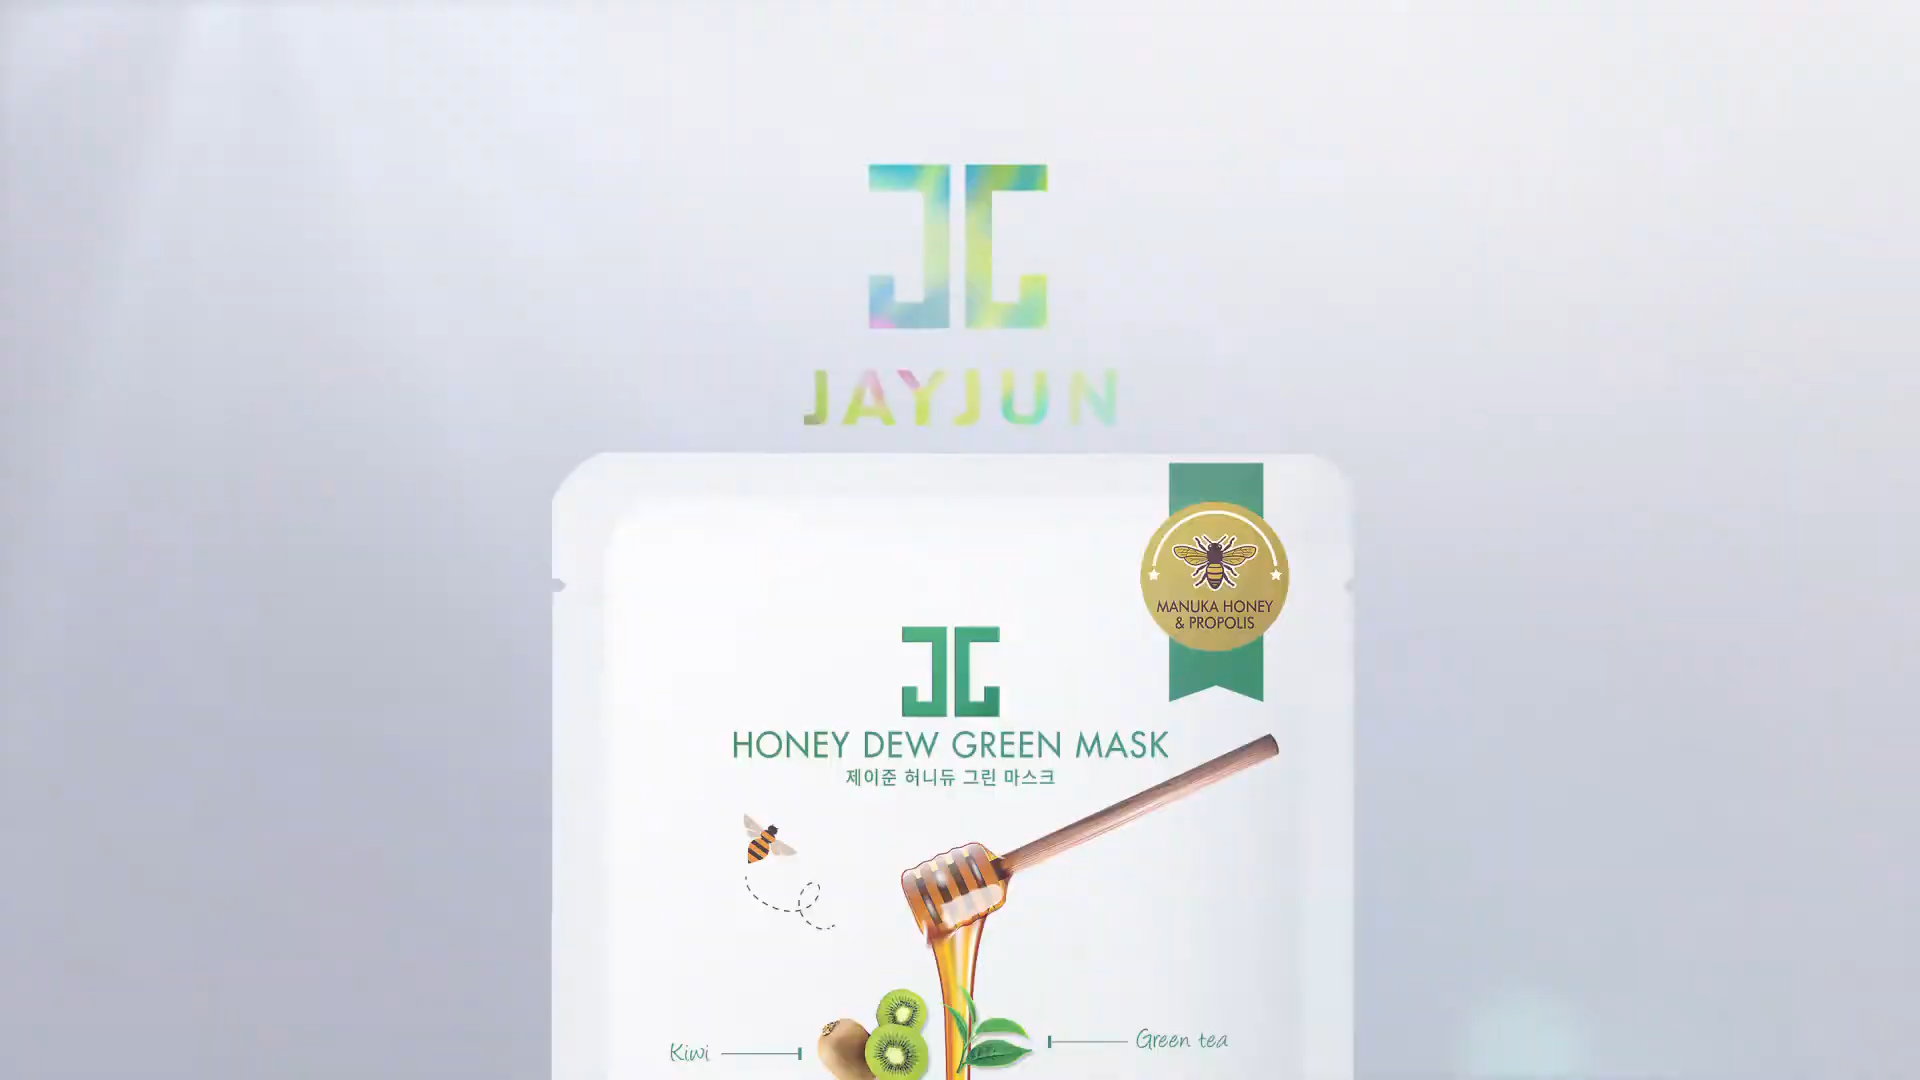 JAYJUN
MANUKA HONEY
& PROPOLIS
HONEY DEW GREEN MASK
제이준 허니듀 그린 마스크
Kiwi
Green tea